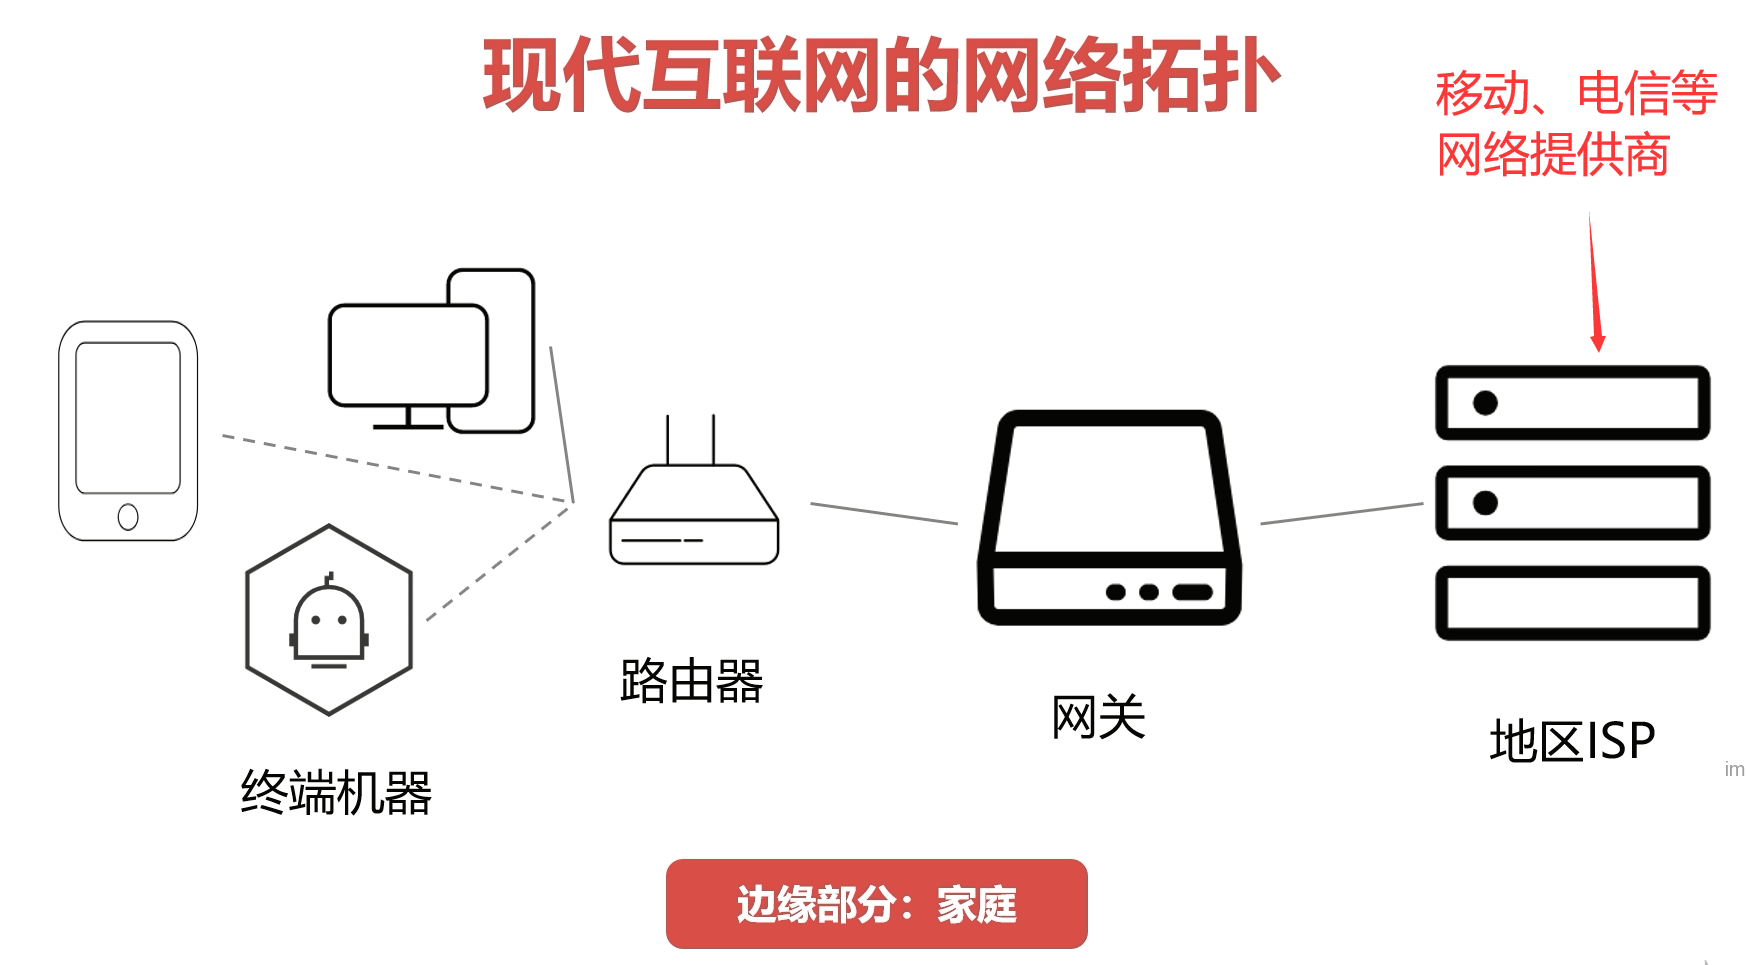 现代互联网的网络拓扑
移动、电信等
网络提供商
路由器
网关
地区ISP
终端机器
im
边缘部分：家庭